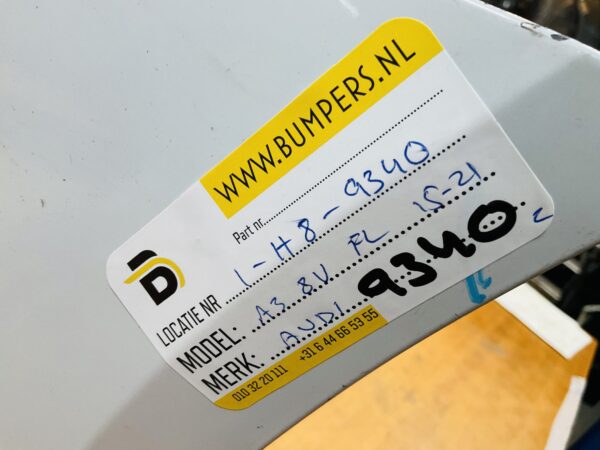 WWW.BUMPERS.NL
Part nr.
LOCATIE NR 1-H8-9340
MODEL: A3 8V FL 15-21
MERK: AUDI 9340
010 32 20 111 +31 6 44 66 53 55